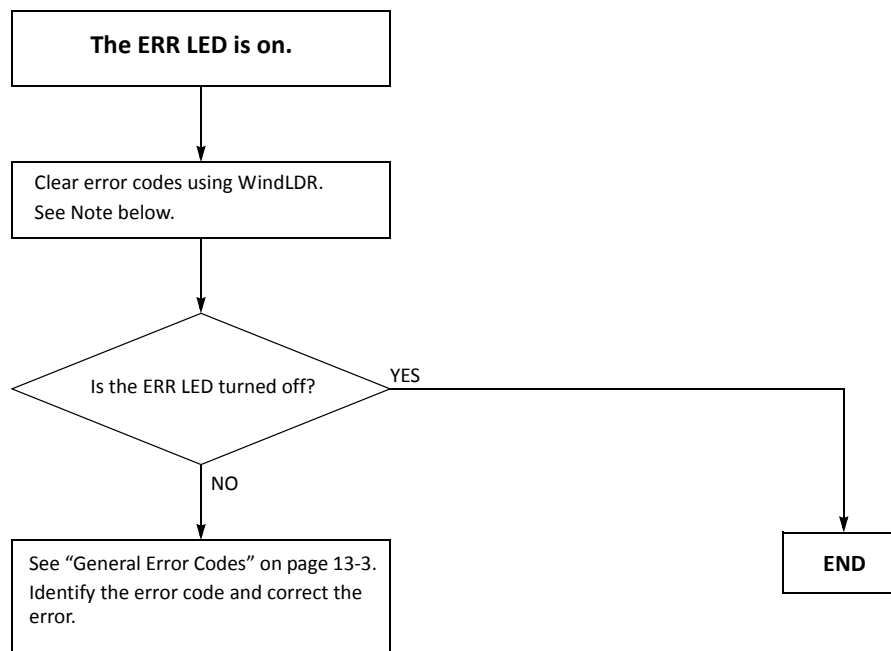 The ERR LED is on.
Clear error codes using WindLDR.
See Note below.
Is the ERR LED turned off?
YES
NO
See “General Error Codes” on page 13-3.
Identify the error code and correct the
error.
END